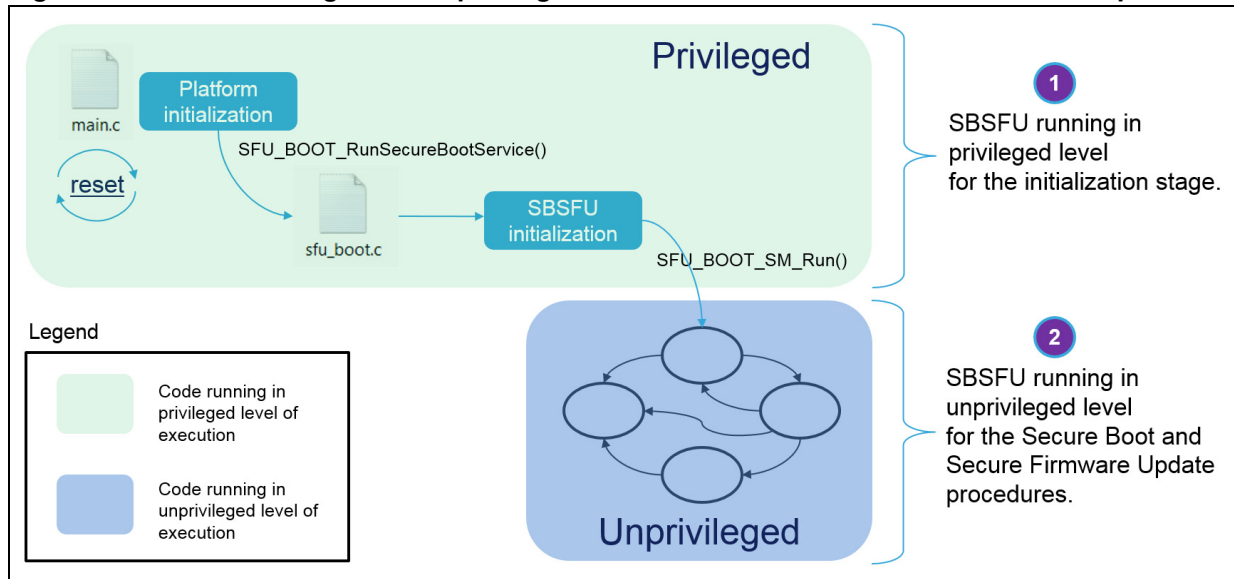 Privileged
main.c
Platform
initialization
SFU_BOOT_RunSecureBootService()
reset
sfu_boot.c
SBSFU
initialization
SFU_BOOT_SM_Run()
1
SBSFU running in
privileged level
for the initialization stage.
Legend
Code running in
privileged level of
execution
Code running in
unprivileged level of
execution
Unprivileged
2
SBSFU running in
unprivileged level
for the Secure Boot and
Secure Firmware Update
procedures.